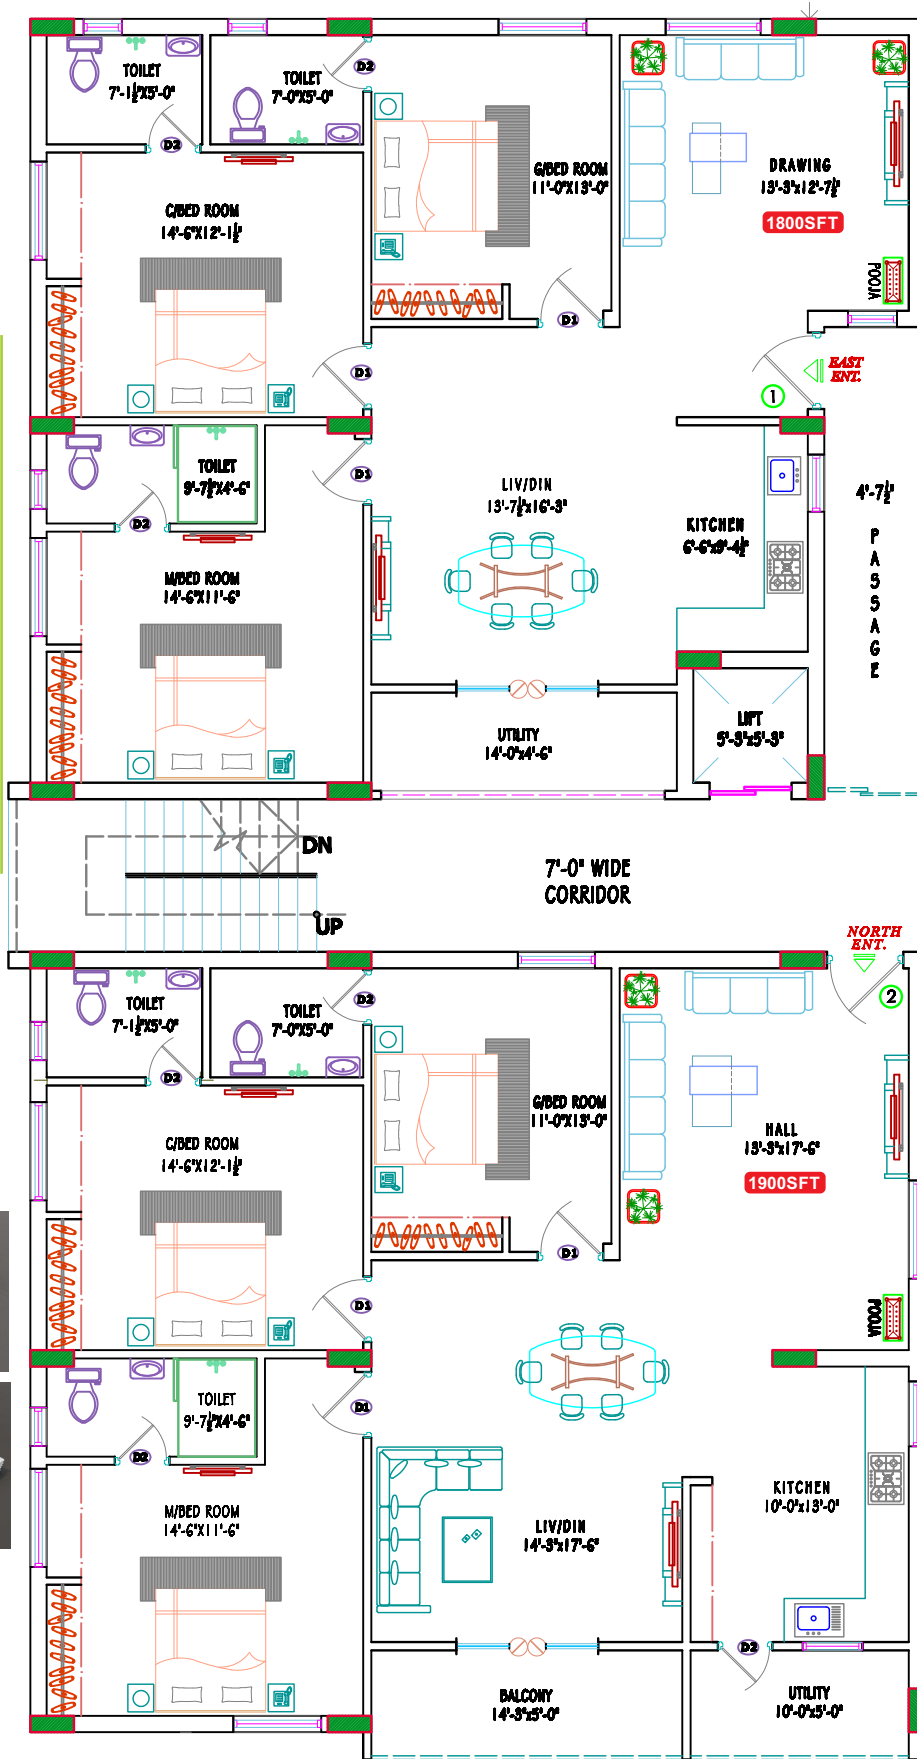 TOILET
7'-1½"X5'-0"
D2
TOILET
7'-0"X5'-0"
D2
G/BED ROOM
11'-0"X13'-0"
DRAWING
13'-3"x12'-7½"
1800SFT
POOJA
C/BED ROOM
14'-6"X12'-1½"
D1
D1
EAST
ENT.
1
TOILET
9'-7½"X4'-6"
D1
D2
LIV/DIN
13'-7½"x16'-3"
KITCHEN
6'-6"x9'-4½"
4'-7½"
PASSAGE
M/BED ROOM
14'-6"X11'-6"
UTILITY
14'-0"x4'-6"
LIFT
5'-3"x5'-3"
DN
UP
7'-0" WIDE
CORRIDOR
NORTH
ENT.
2
TOILET
7'-1½"X5'-0"
D2
TOILET
7'-0"X5'-0"
D2
G/BED ROOM
11'-0"X13'-0"
HALL
13'-3"x17'-6"
1900SFT
C/BED ROOM
14'-6"X12'-1½"
D1
D1
POOJA
TOILET
9'-7½"X4'-6"
D1
D2
M/BED ROOM
14'-6"X11'-6"
LIV/DIN
14'-3"x17'-6"
KITCHEN
10'-0"x13'-0"
D2
BALCONY
14'-3"x5'-0"
UTILITY
10'-0"x5'-0"